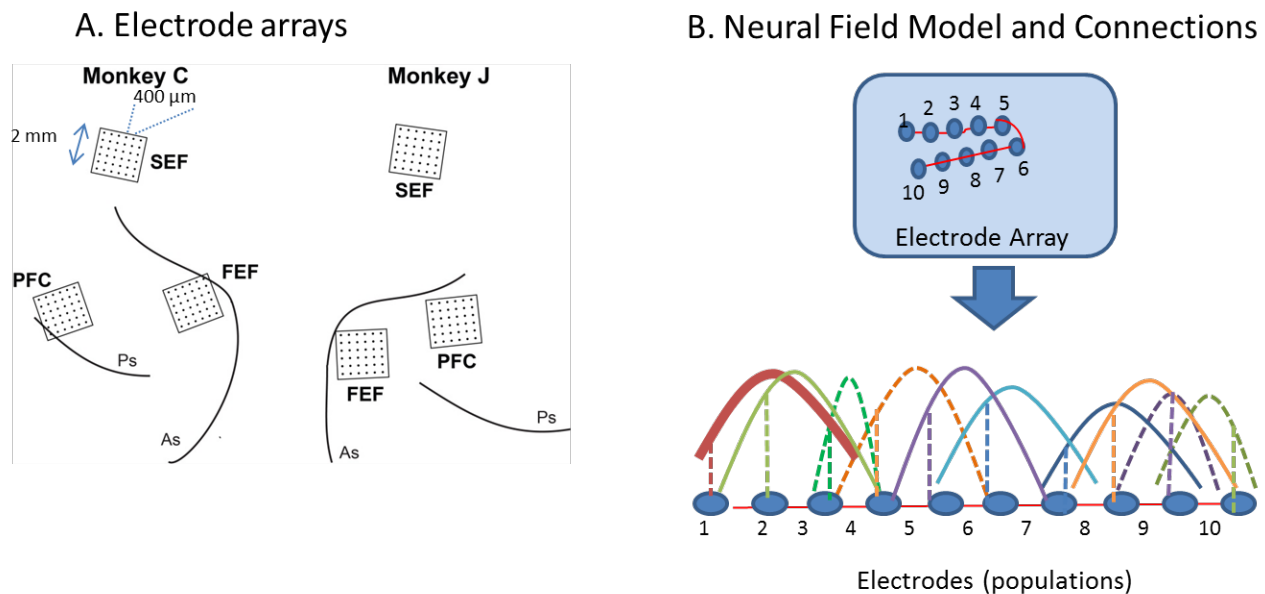 A. Electrode arrays
Monkey C
400 µm
2 mm
SEF
PFC
FEF
Ps
As
Monkey J
SEF
FEF
PFC
Ps
As
B. Neural Field Model and Connections
1 2 3 4 5
10 9 8 7 6
Electrode Array
1 2 3 4 5 6 7 8 9 10
Electrodes (populations)